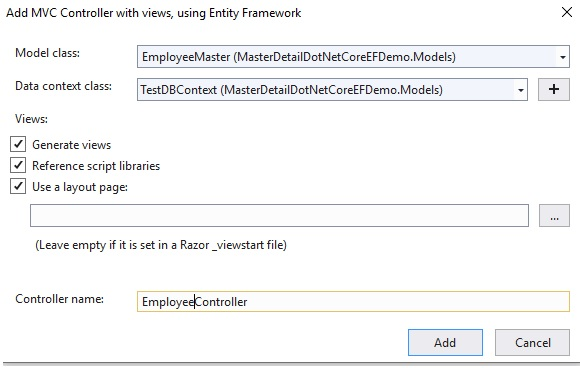 Add MVC Controller with views, using Entity Framework
Model class:
EmployeeMaster (MasterDetailDotNetCoreEFDemo.Models)
Data context class:
TestDBContext (MasterDetailDotNetCoreEFDemo.Models)
+
Views:
Generate views
Reference script libraries
Use a layout page:
...
(Leave empty if it is set in a Razor _viewstart file)
Controller name:
EmployeeController
Add
Cancel